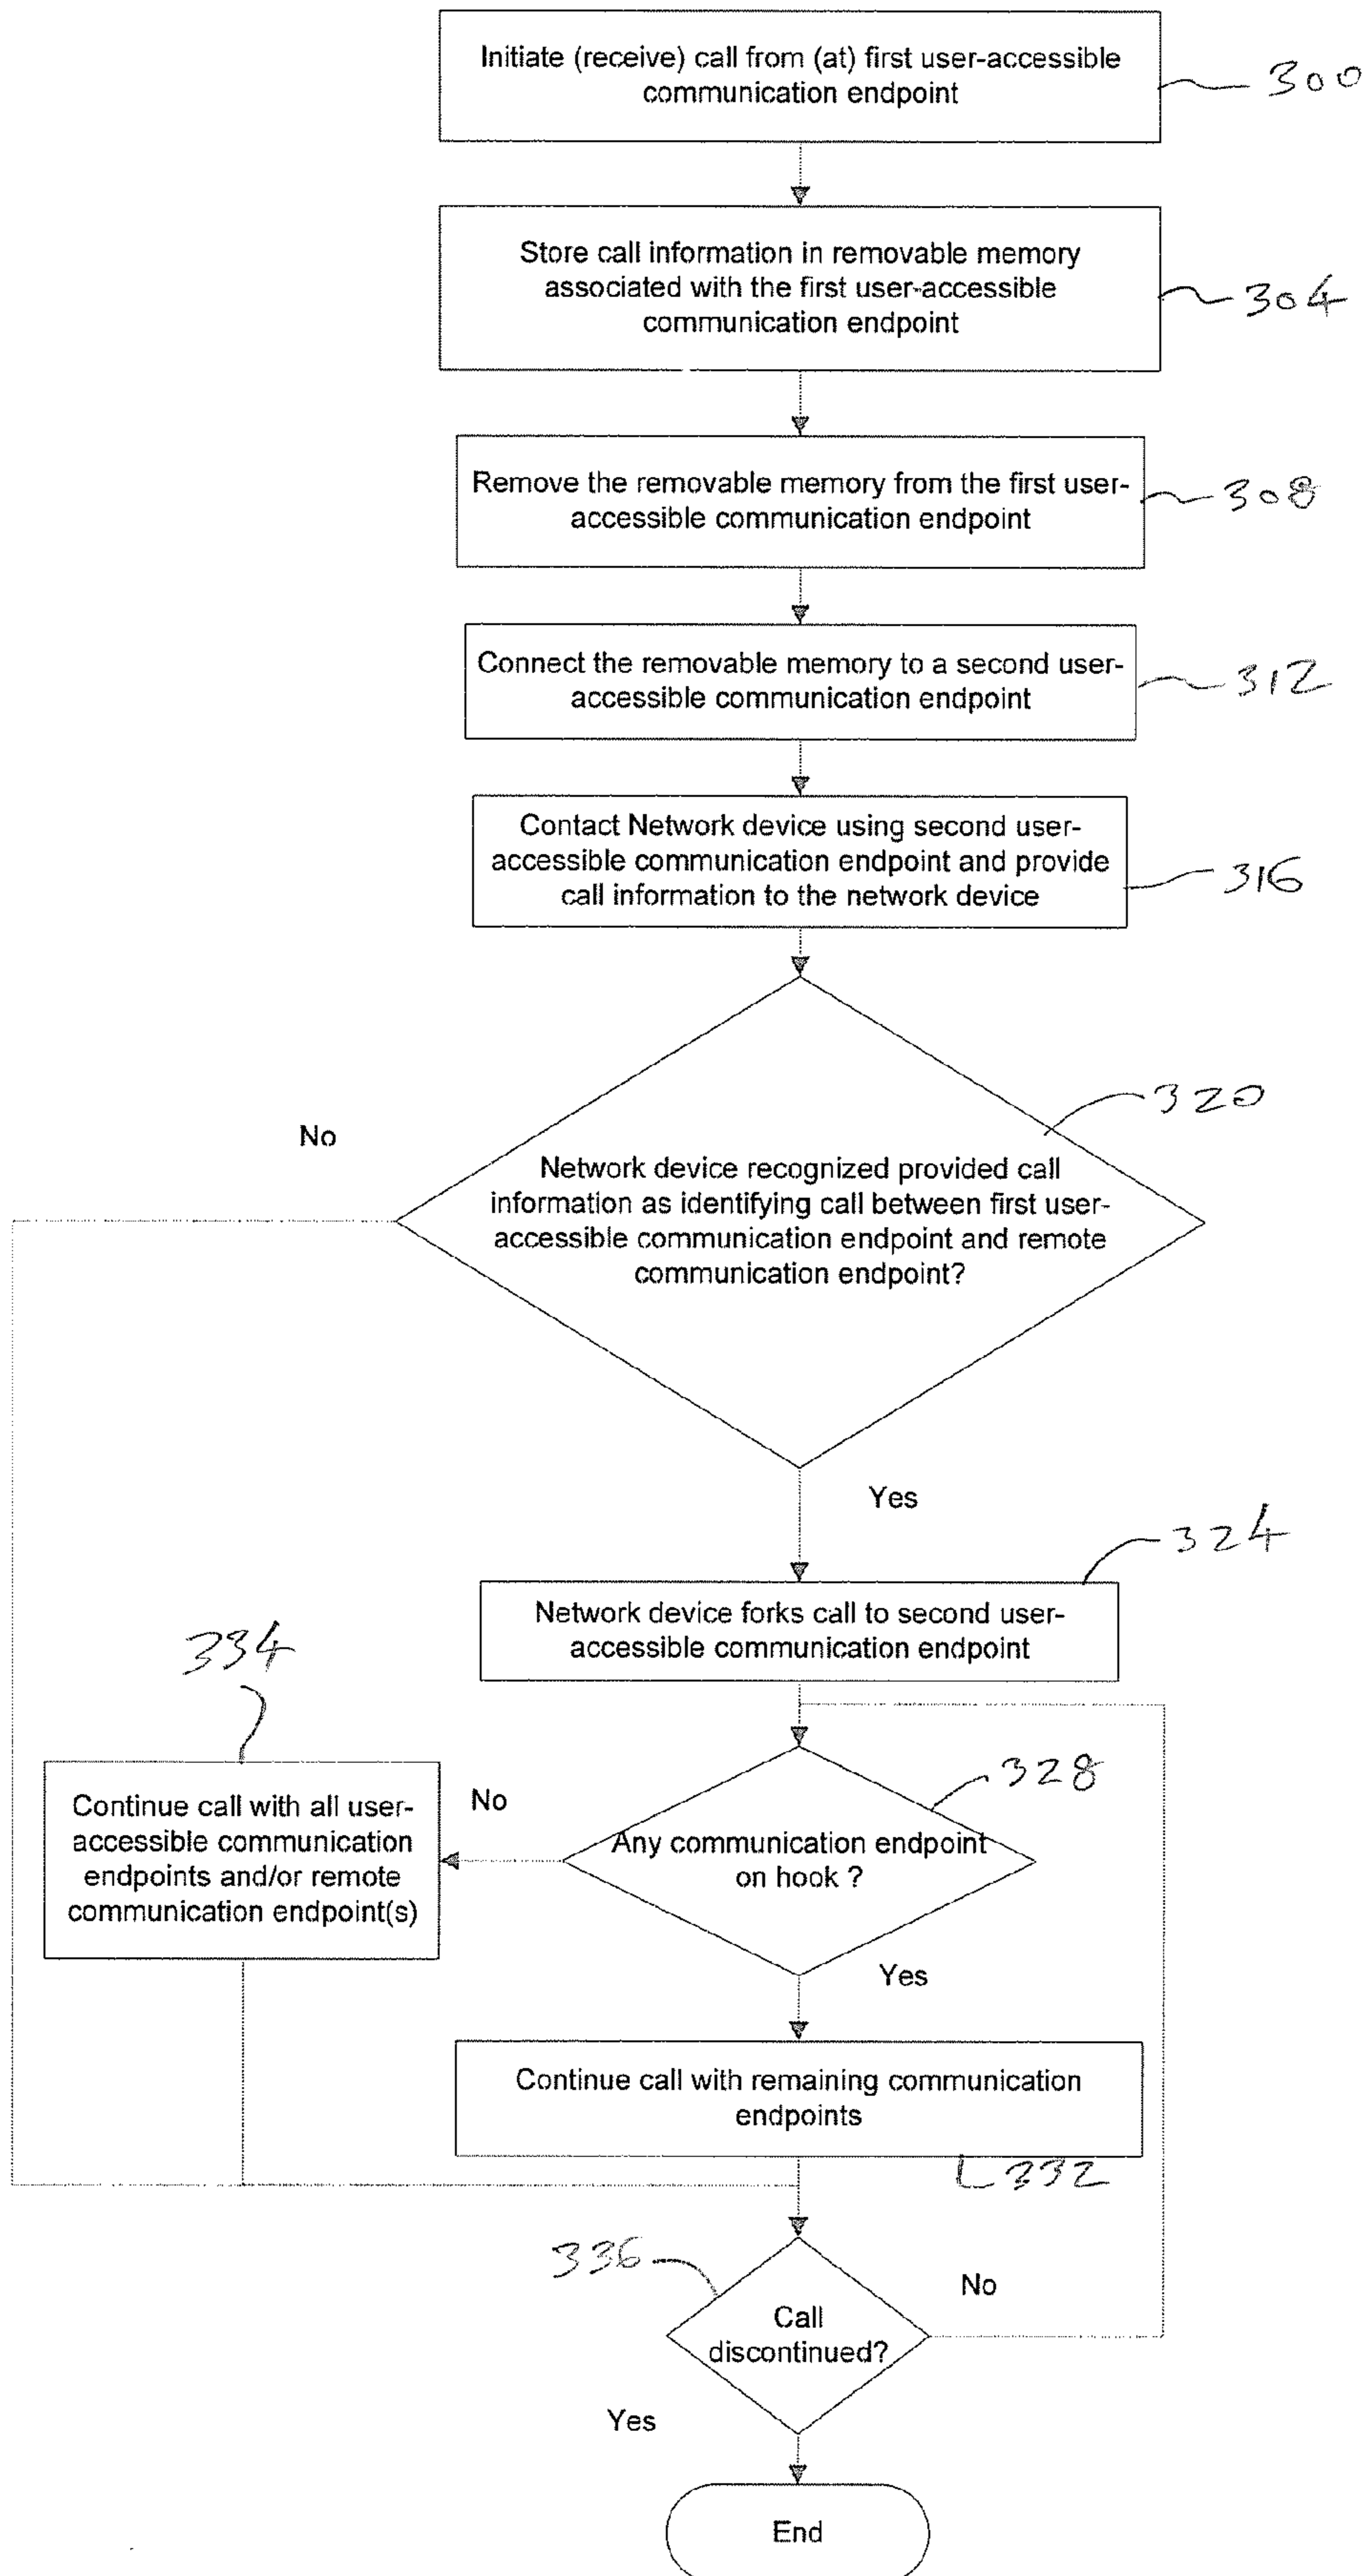 Initiate (receive) call from (at) first user-accessible
communication endpoint
300
Store call information in removable memory
associated with the first user-accessible
communication endpoint
304
Remove the removable memory from the first user-
accessible communication endpoint
308
Connect the removable memory to a second user-
accessible communication endpoint
312
Contact Network device using second user-
accessible communication endpoint and provide
call information to the network device
316
320
No
Network device recognized provided call
information as identifying call between first user-
accessible communication endpoint and remote
communication endpoint?
Yes
324
Network device forks call to second user-
accessible communication endpoint
334
328
No
Continue call with all user-
accessible communication
endpoints and/or remote
communication endpoint(s)
Any communication endpoint
on hook ?
Yes
Continue call with remaining communication
endpoints
332
336
No
Call
discontinued?
Yes
End